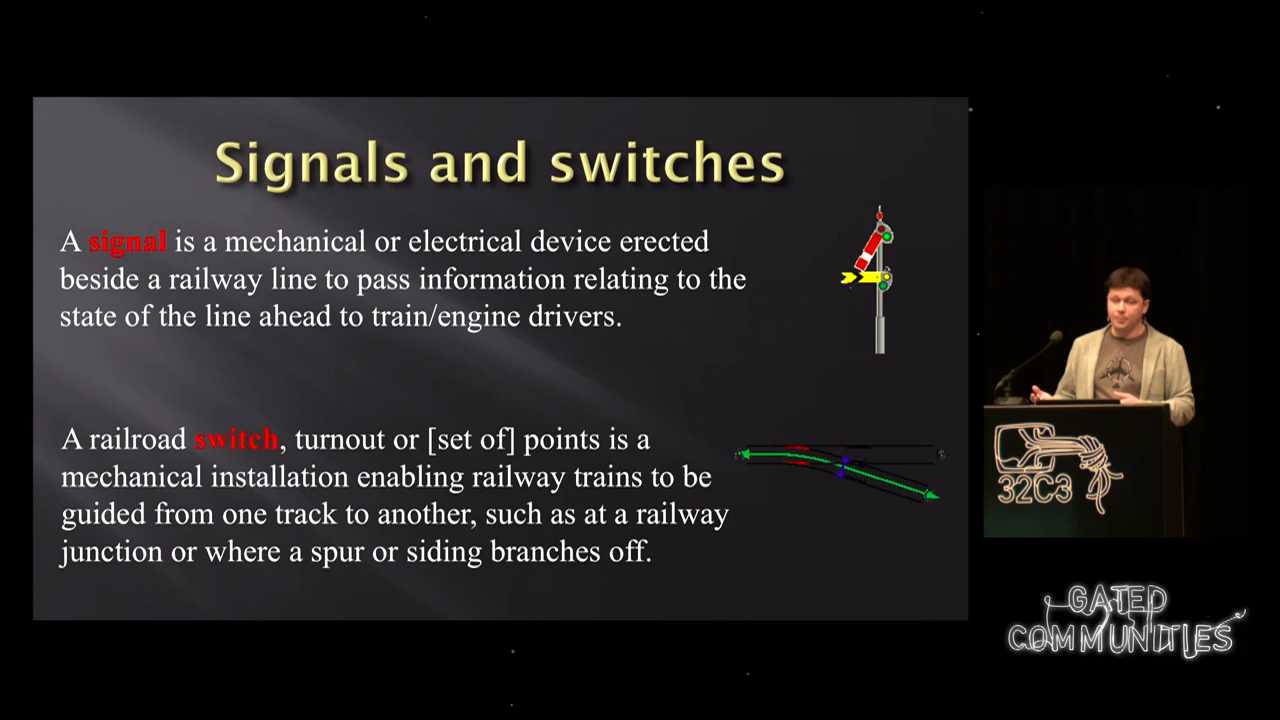 Signals and switches
A signal is a mechanical or electrical device erected
beside a railway line to pass information relating to the
state of the line ahead to train/engine drivers.
A railroad switch, turnout or [set of] points is a
mechanical installation enabling railway trains to be
guided from one track to another, such as at a railway
junction or where a spur or siding branches off.
32C3
GATED
COMMUNITIES